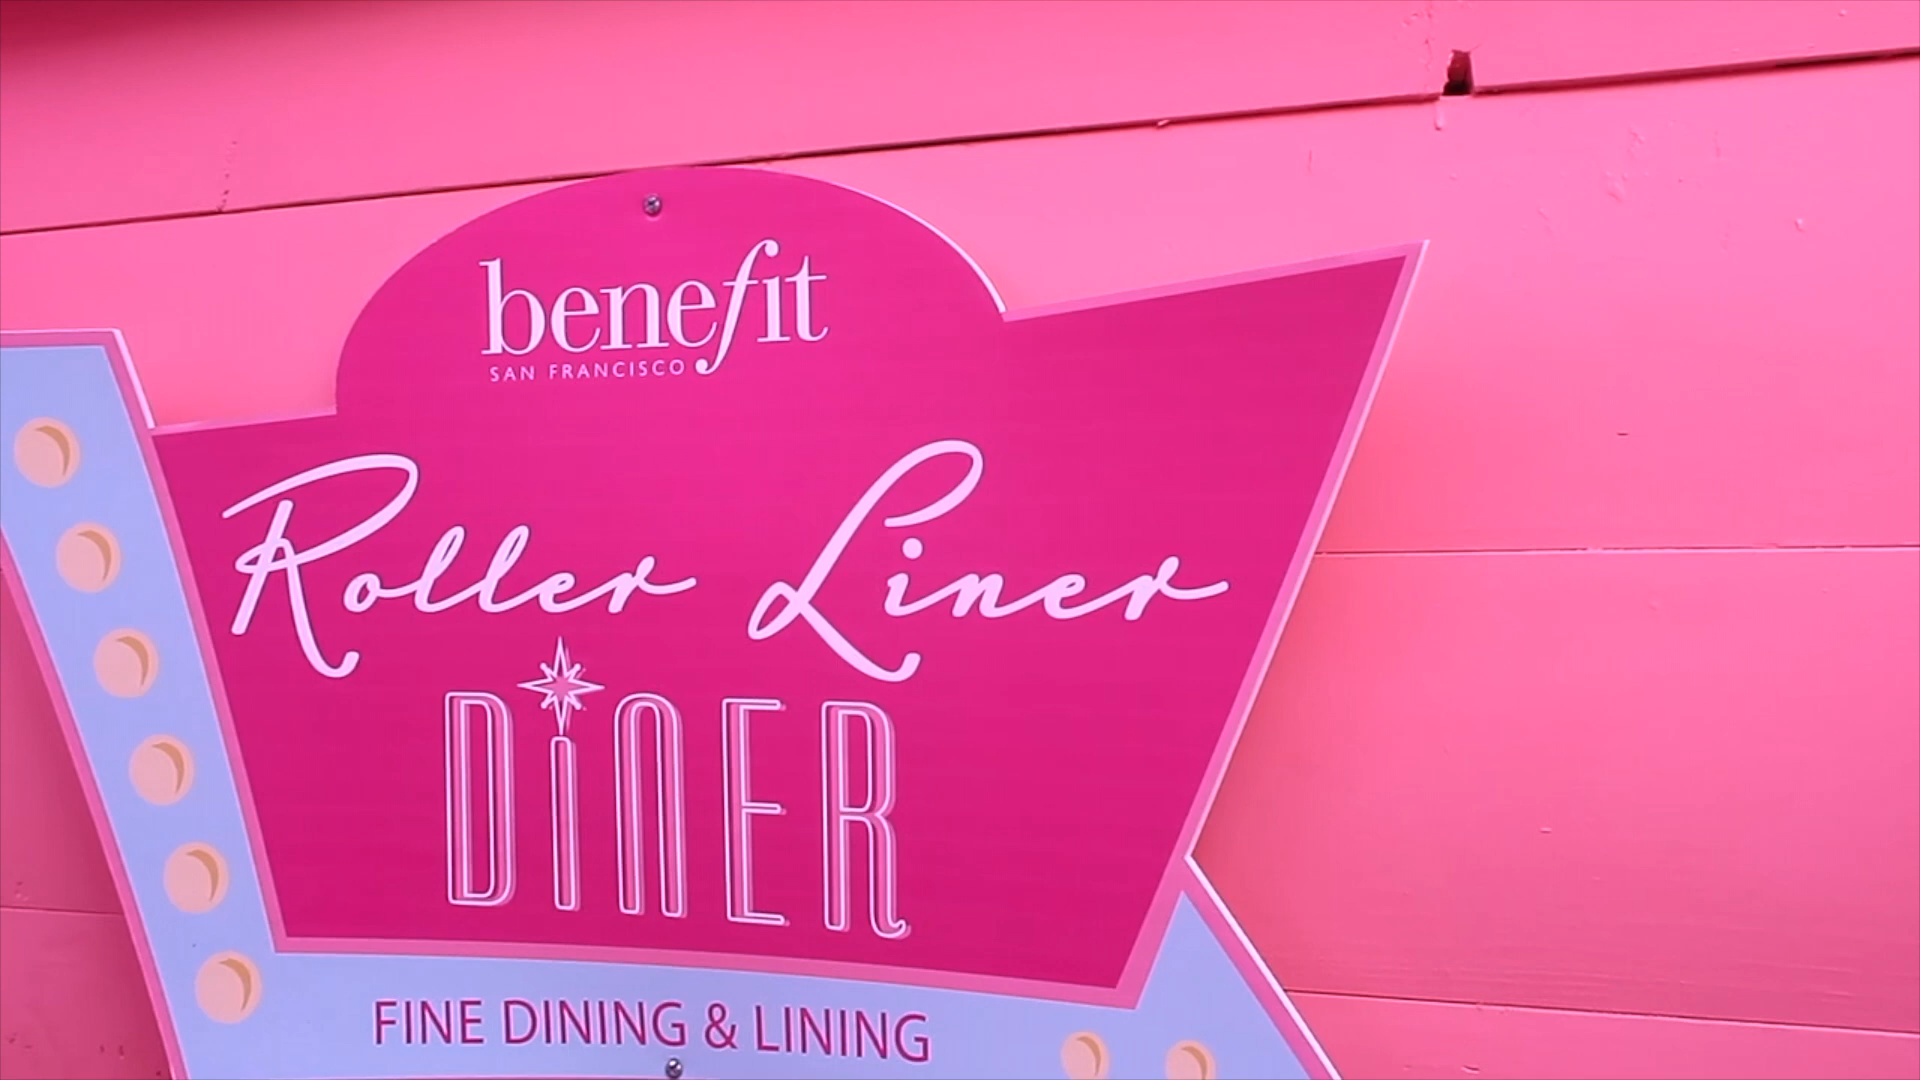 benefit
SAN FRANCISCO
Roller Liner
DiNER
FINE DINING & LINING